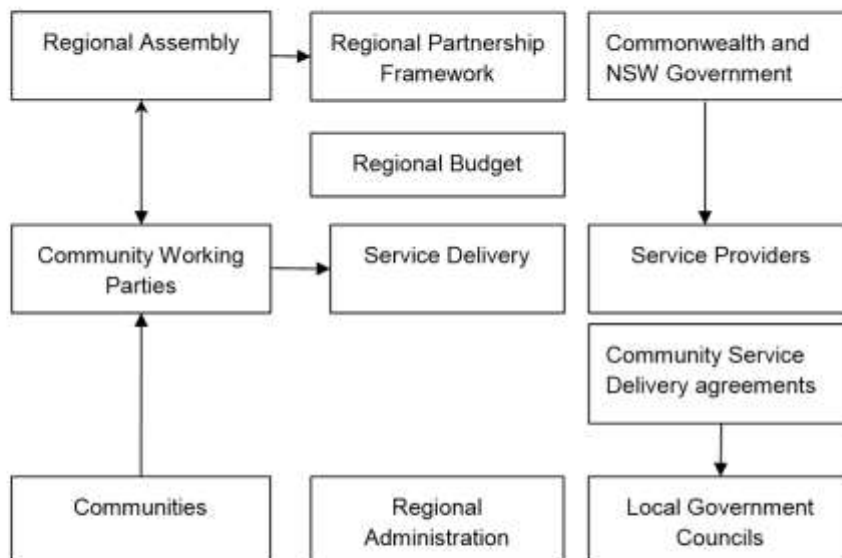 Regional Assembly
Regional Partnership
Framework
Commonwealth and
NSW Government
Regional Budget
Community Working
Parties
Service Delivery
Service Providers
Community Service
Delivery agreements
Communities
Regional
Administration
Local Government
Councils